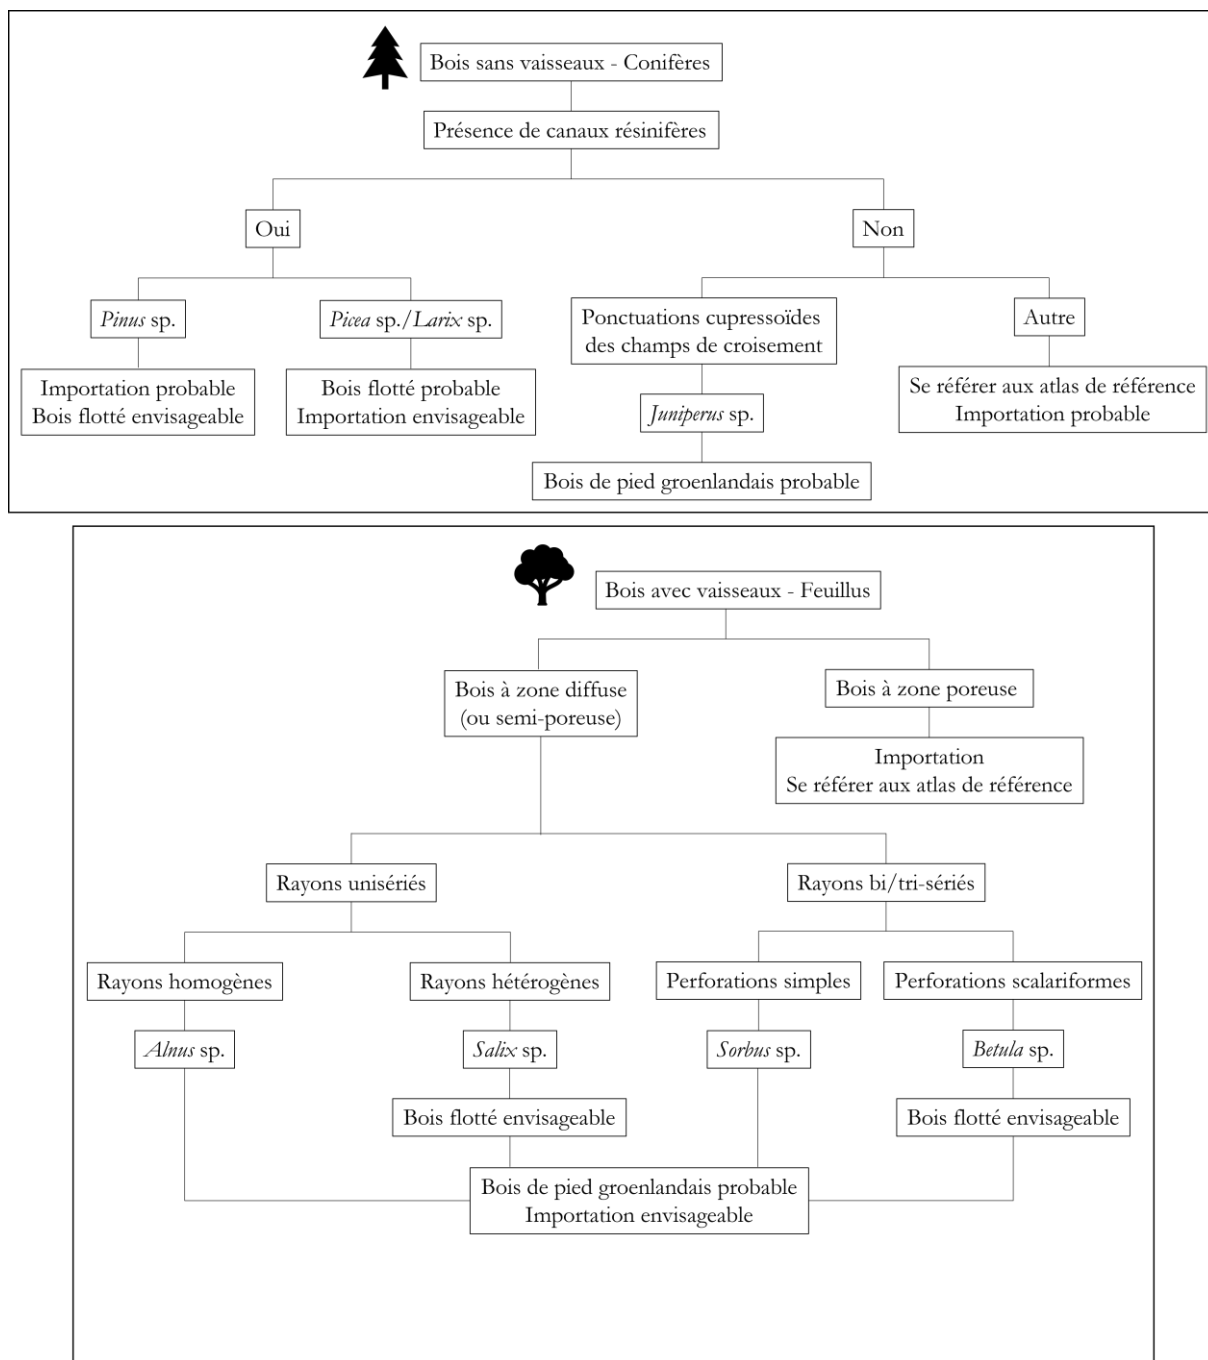 Bois sans vaisseaux - Conifères
Présence de canaux résinifères
Oui
Non
Pinus sp.
Picea sp./Larix sp.
Ponctuations cupressoïdes
des champs de croisement
Autre
Importation probable
Bois flotté envisageable
Bois flotté probable
Importation envisageable
Juniperus sp.
Se référer aux atlas de référence
Importation probable
Bois de pied groenlandais probable
Bois avec vaisseaux - Feuillus
Bois à zone diffuse
(ou semi-poreuse)
Bois à zone poreuse
Importation
Se référer aux atlas de référence
Rayons unisériés
Rayons bi/tri-sériés
Rayons homogènes
Rayons hétérogènes
Perforations simples
Perforations scalariformes
Alnus sp.
Salix sp.
Sorbus sp.
Betula sp.
Bois flotté envisageable
Bois flotté envisageable
Bois de pied groenlandais probable
Importation envisageable